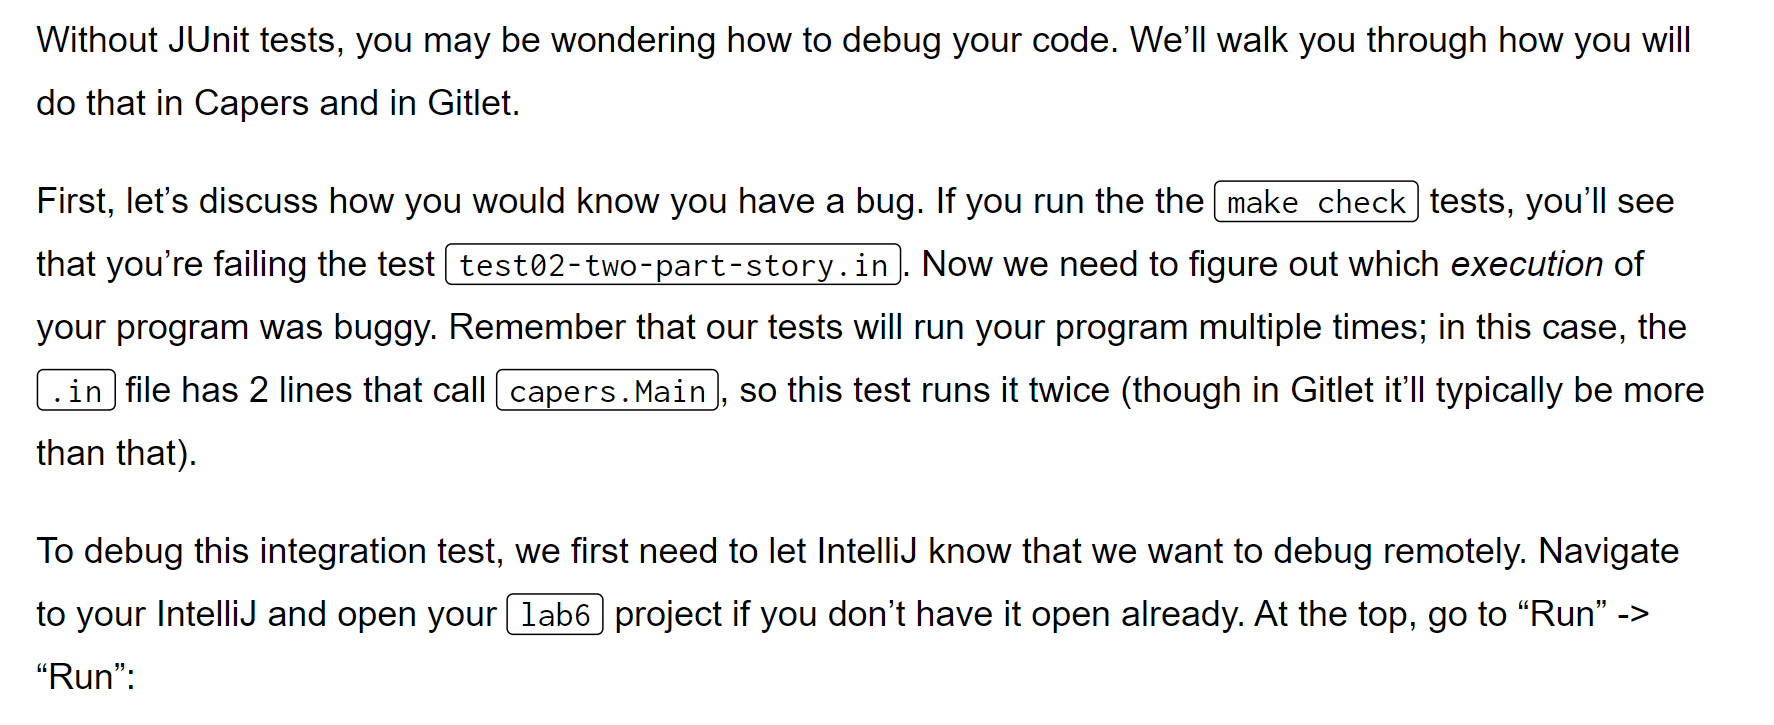 Without JUnit tests, you may be wondering how to debug your code. We’ll walk you through how you will
do that in Capers and in Gitlet.
First, let’s discuss how you would know you have a bug. If you run the the make check tests, you’ll see
that you’re failing the test test02-two-part-story.in. Now we need to figure out which execution of
your program was buggy. Remember that our tests will run your program multiple times; in this case, the
.in file has 2 lines that call capers.Main, so this test runs it twice (though in Gitlet it’ll typically be more
than that).
To debug this integration test, we first need to let IntelliJ know that we want to debug remotely. Navigate
to your IntelliJ and open your lab6 project if you don’t have it open already. At the top, go to “Run” ->
“Run”: